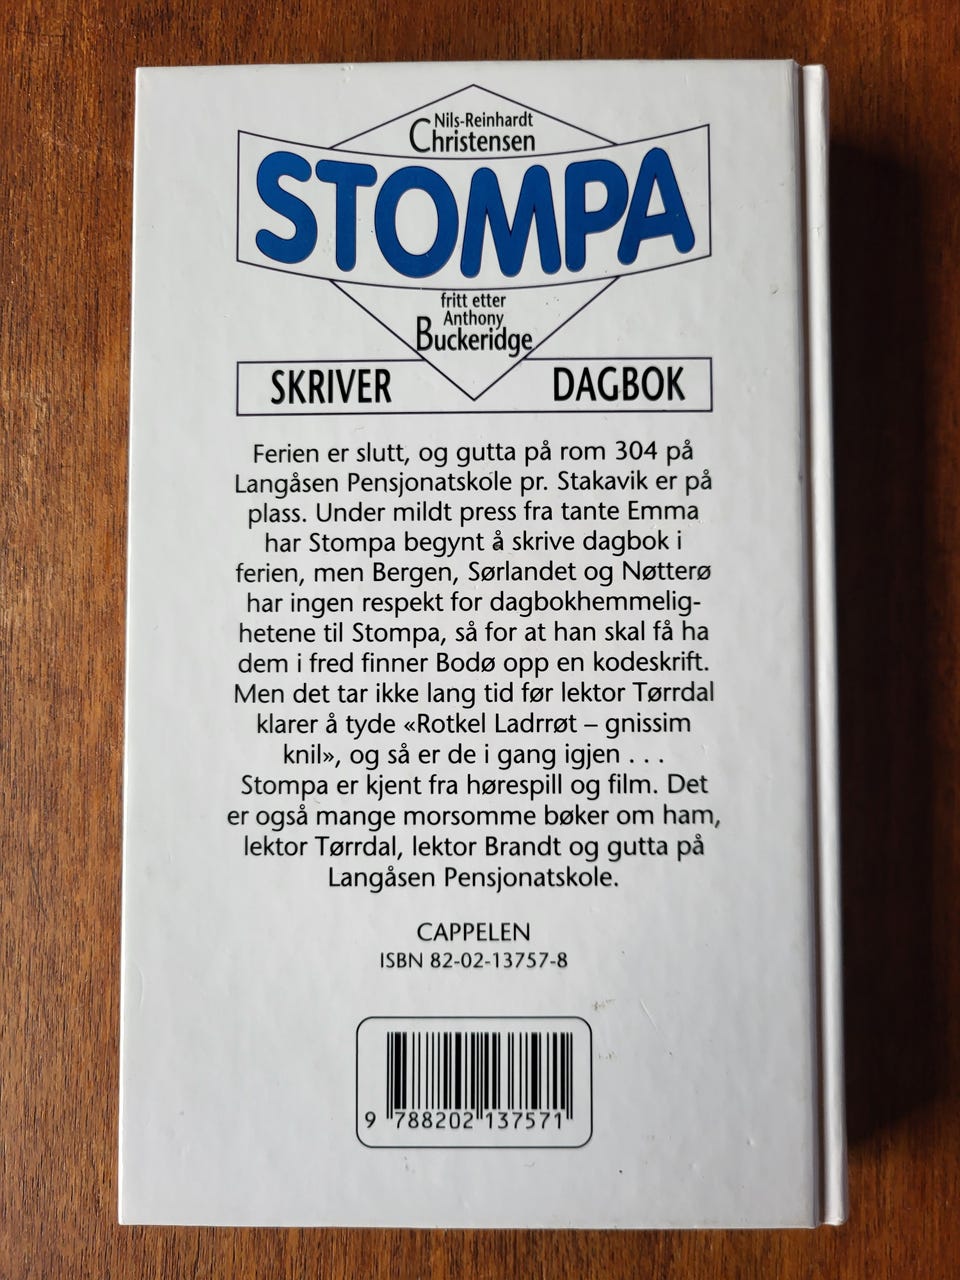 Nils-Reinhardt
Christensen
STOMPA
fritt etter
Anthony
Buckeridge
SKRIVER DAGBOK
Ferien er slutt, og gutta på rom 304 på
Langåsen Pensjonatskole pr. Stakavik er på
plass. Under mildt press fra tante Emma
har Stompa begynt å skrive dagbok i
ferien, men Bergen, Sørlandet og Nøtterø
har ingen respekt for dagbokhemmelig-
hetene til Stompa, så for at han skal få ha
dem i fred finner Bodø opp en kodeskrift.
Men det tar ikke lang tid før lektor Tørrdal
klarer å tyde «Rotkel Ladrrøt – gnissim
knil», og så er de i gang igjen . . .
Stompa er kjent fra hørespill og film. Det
er også mange morsomme bøker om ham,
lektor Tørrdal, lektor Brandt og gutta på
Langåsen Pensjonatskole.
CAPPELEN
ISBN 82-02-13757-8
9 788202 137571